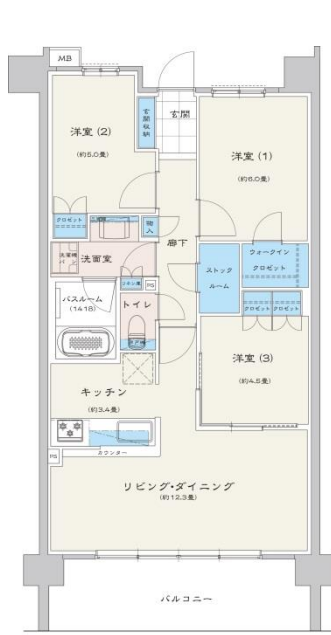 MB
洋室 (2)
(約5.0畳)
玄関収納
玄関
洋室 (1)
(約6.0畳)
クロゼット
物入
廊下
洗濯機
パン
洗面室
ストック
ルーム
ウォークイン
クロゼット
リネン庫
PS
バスルーム
(1418)
トイレ
クロゼット
クロゼット
洋室 (3)
(約4.5畳)
キッチン
(約3.4畳)
カウンター
PS
リビング・ダイニング
(約12.3畳)
バルコニー